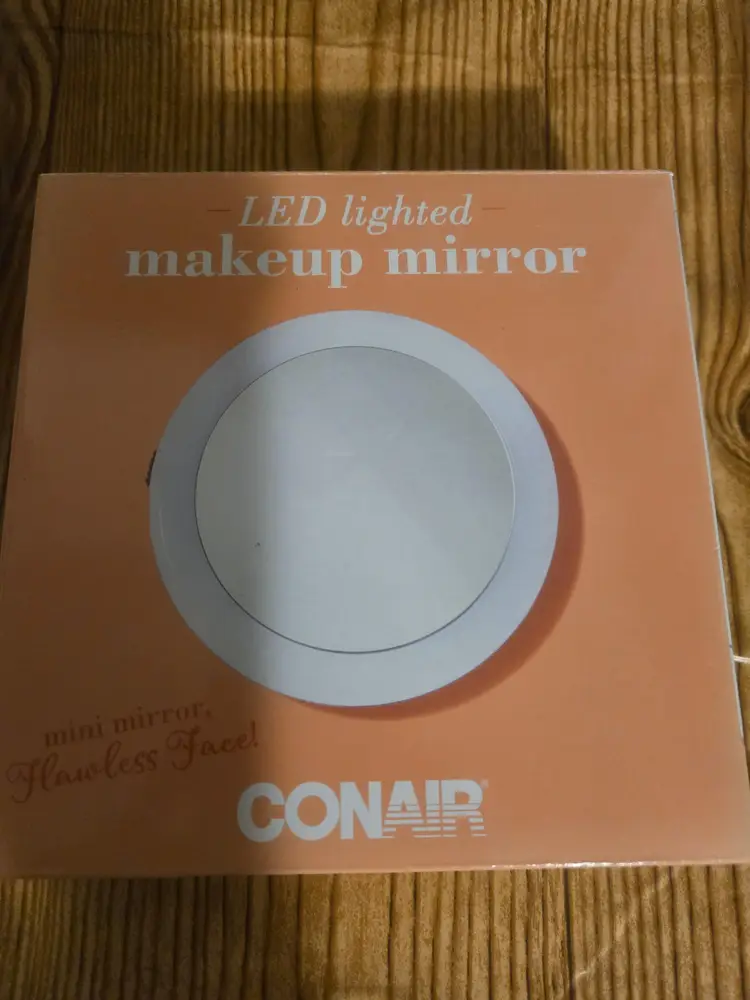 LED lighted
makeup mirror
mini mirror,
Flawless Face!
CONAIR®